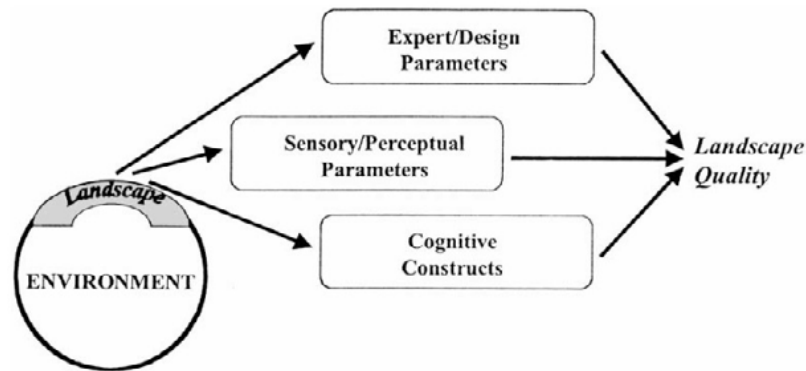 Expert/Design
Parameters
Sensory/Perceptual
Parameters
Landscape
Quality
Landscape
ENVIRONMENT
Cognitive
Constructs